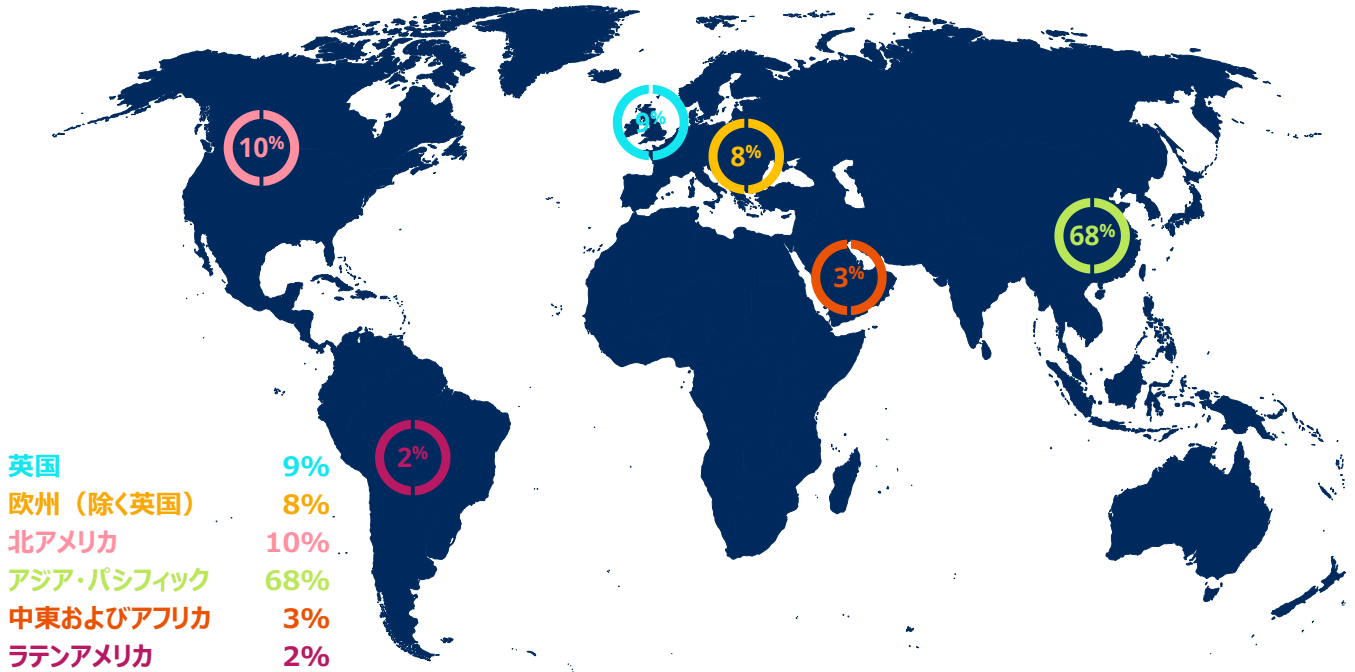 9%
10%
8%
68%
3%
2%
英国 9%
欧州（除く英国） 8%
北アメリカ 10%
アジア・パシフィック 68%
中東およびアフリカ 3%
ラテンアメリカ 2%